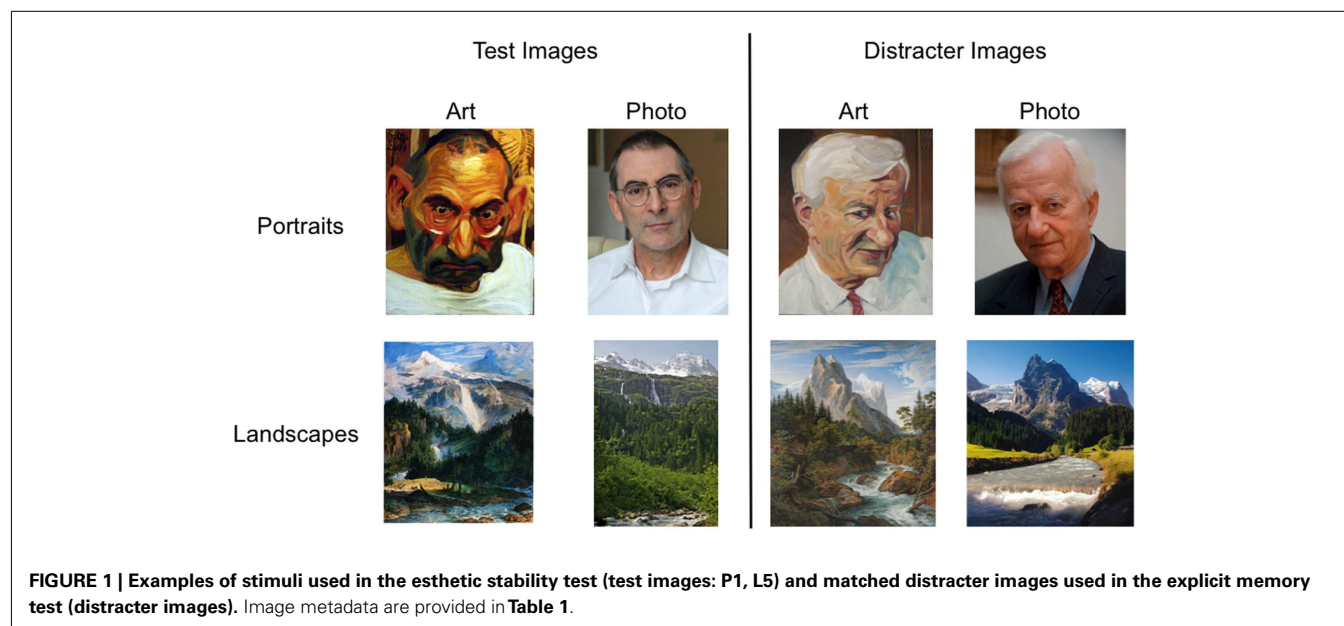 Test Images
Distracter Images
Art
Photo
Art
Photo
Portraits
Landscapes
FIGURE 1 | Examples of stimuli used in the esthetic stability test (test images: P1, L5) and matched distracter images used in the explicit memory
test (distracter images). Image metadata are provided in Table 1.